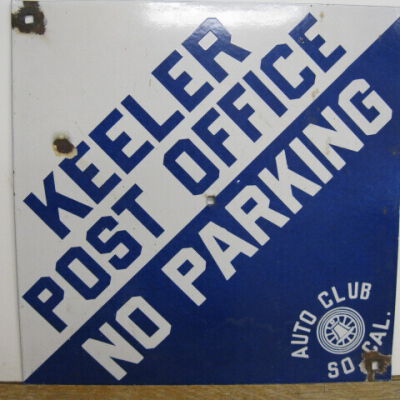 KEELER
POST OFFICE
NO PARKING
AUTO CLUB
SO. CAL.